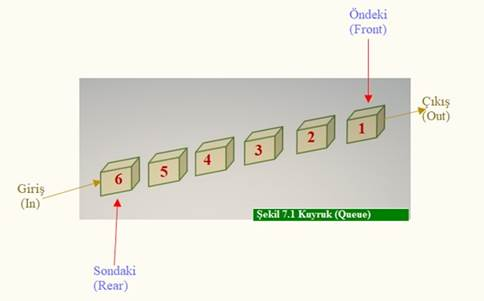 Öndeki
(Front)
Çıkış
(Out)
1
2
3
4
5
6
Giriş
(In)
Şekil 7.1 Kuyruk (Queue)
Sondaki
(Rear)